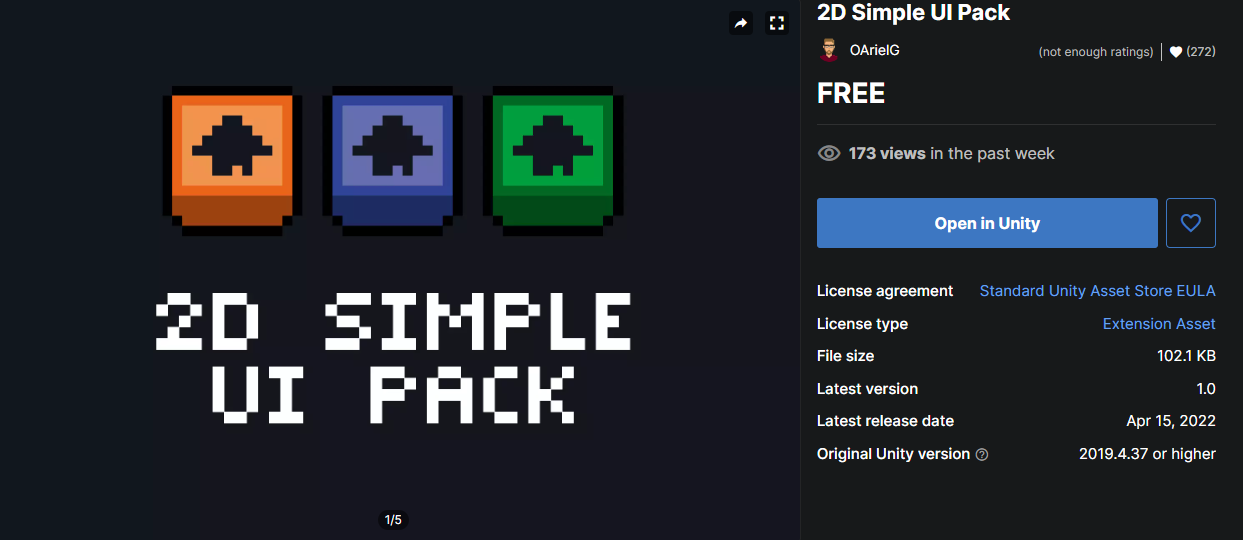 2D SIMPLE
UI PACK
1/5
2D Simple UI Pack
OArielG
(not enough ratings) (272)
FREE
173 views in the past week
Open in Unity
License agreement Standard Unity Asset Store EULA
License type Extension Asset
File size 102.1 KB
Latest version 1.0
Latest release date Apr 15, 2022
Original Unity version ? 2019.4.37 or higher